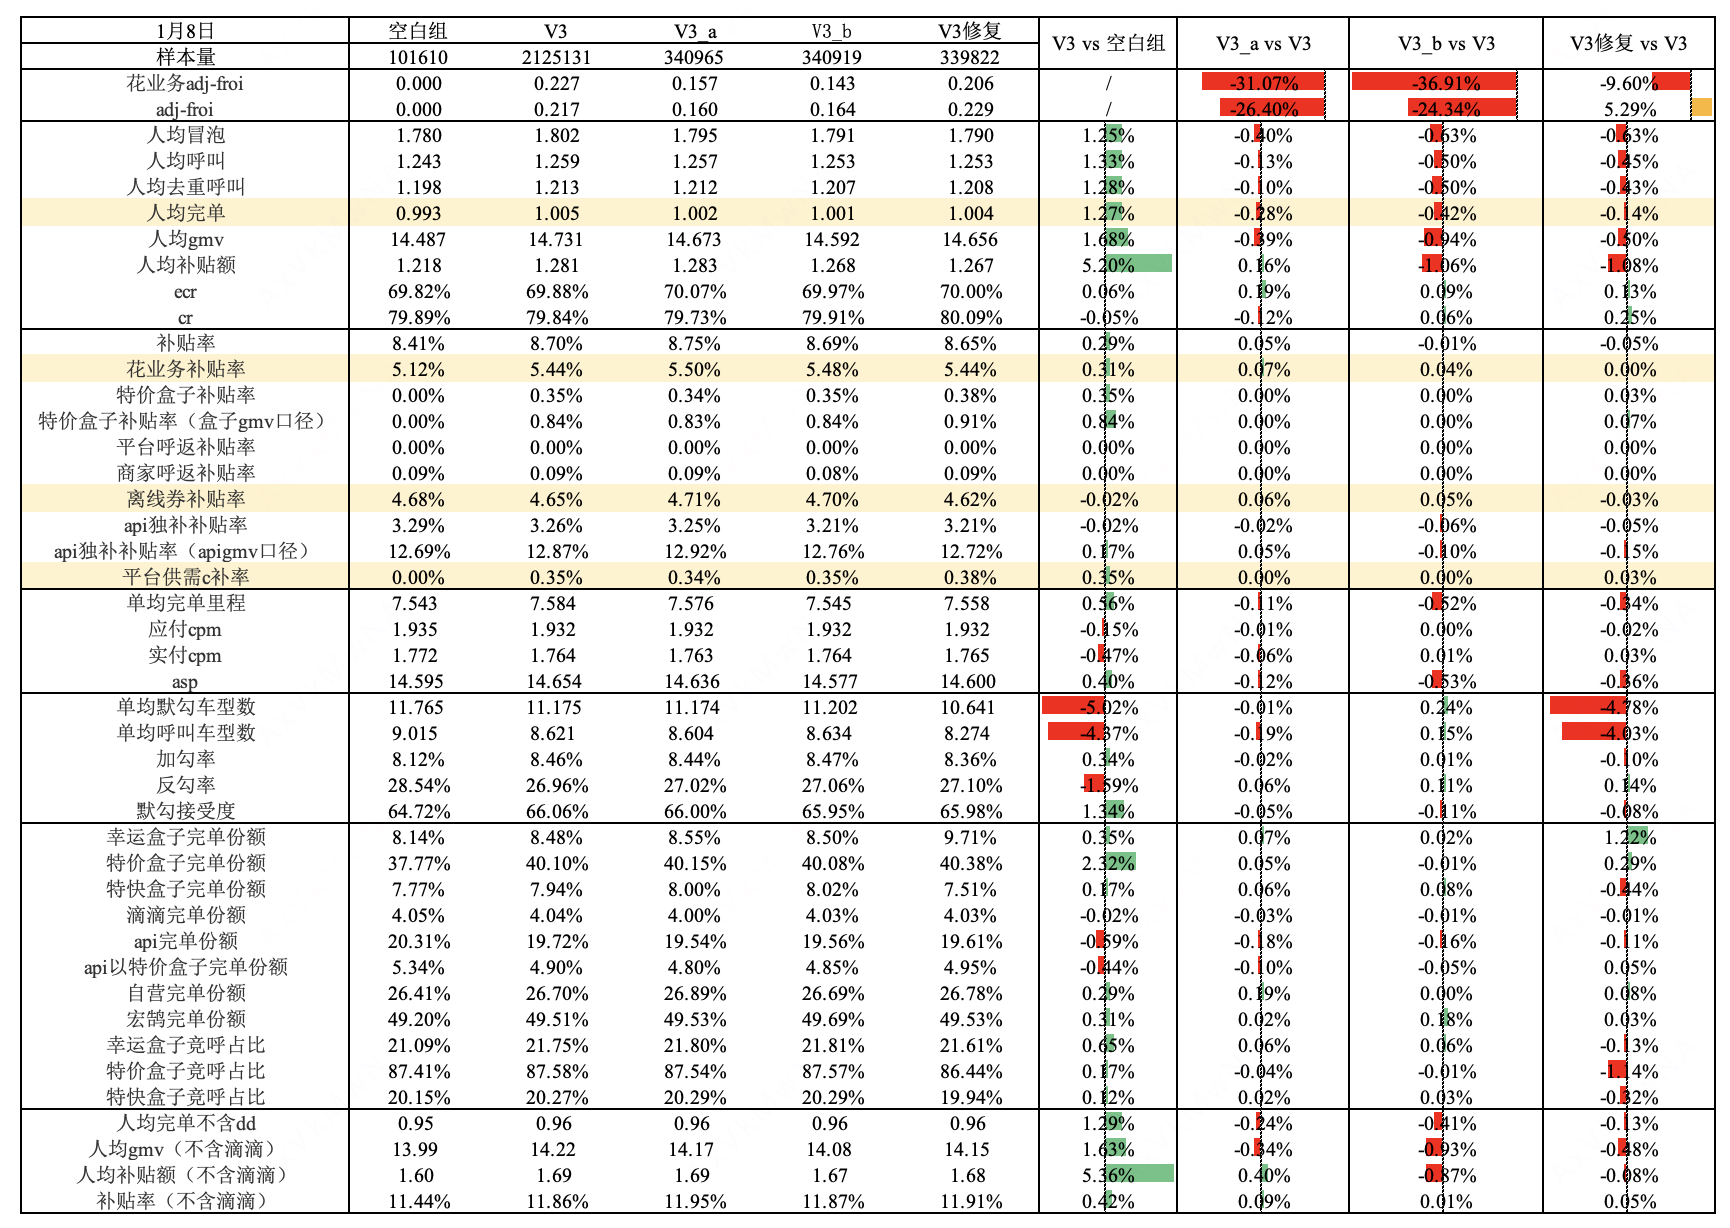 1月8日 空白组 V3 V3_a V3_b V3修复 V3 vs 空白组 V3_a vs V3 V3_b vs V3 V3修复 vs V3
样本量 101610 2125131 340965 340919 339822
花业务adj-froi 0.000 0.227 0.157 0.143 0.206 / -31.07% -36.91% -9.60%
adj-froi 0.000 0.217 0.160 0.164 0.229 / -26.40% -24.34% 5.29%
人均冒泡 1.780 1.802 1.795 1.791 1.790 1.25% -0.40% -0.63% -0.63%
人均呼叫 1.243 1.259 1.257 1.253 1.253 1.33% -0.13% -0.50% -0.45%
人均去重呼叫 1.198 1.213 1.212 1.207 1.208 1.28% -0.10% -0.50% -0.43%
人均完单 0.993 1.005 1.002 1.001 1.004 1.27% -0.28% -0.42% -0.14%
人均gmv 14.487 14.731 14.673 14.592 14.656 1.68% -0.39% -0.94% -0.50%
人均补贴额 1.218 1.281 1.283 1.268 1.267 5.20% 0.16% -1.06% -1.08%
ecr 69.82% 69.88% 70.07% 69.97% 70.00% 0.06% 0.19% 0.09% 0.13%
cr 79.89% 79.84% 79.73% 79.91% 80.09% -0.05% -0.12% 0.06% 0.25%
补贴率 8.41% 8.70% 8.75% 8.69% 8.65% 0.29% 0.05% -0.01% -0.05%
花业务补贴率 5.12% 5.44% 5.50% 5.48% 5.44% 0.31% 0.07% 0.04% 0.00%
特价盒子补贴率 0.00% 0.35% 0.34% 0.35% 0.38% 0.35% 0.00% 0.00% 0.03%
特价盒子补贴率（盒子gmv口径） 0.00% 0.84% 0.83% 0.84% 0.91% 0.84% 0.00% 0.00% 0.07%
平台呼返补贴率 0.00% 0.00% 0.00% 0.00% 0.00% 0.00% 0.00% 0.00% 0.00%
商家呼返补贴率 0.09% 0.09% 0.09% 0.08% 0.09% 0.00% 0.00% 0.00% 0.00%
离线券补贴率 4.68% 4.65% 4.71% 4.70% 4.62% -0.02% 0.06% 0.05% -0.03%
api独补补贴率 3.29% 3.26% 3.25% 3.21% 3.21% -0.02% -0.02% -0.06% -0.05%
api独补补贴率（apigmv口径） 12.69% 12.87% 12.92% 12.76% 12.72% 0.17% 0.05% -0.10% -0.15%
平台供需c补率 0.00% 0.35% 0.34% 0.35% 0.38% 0.35% 0.00% 0.00% 0.03%
单均完单里程 7.543 7.584 7.576 7.545 7.558 0.56% -0.11% -0.52% -0.34%
应付cpm 1.935 1.932 1.932 1.932 1.932 -0.15% -0.01% 0.00% -0.02%
实付cpm 1.772 1.764 1.763 1.764 1.765 -0.47% -0.06% 0.01% 0.03%
asp 14.595 14.654 14.636 14.577 14.600 0.40% -0.12% -0.53% -0.36%
单均默勾车型数 11.765 11.175 11.174 11.202 10.641 -5.02% -0.01% 0.24% -4.78%
单均呼叫车型数 9.015 8.621 8.604 8.634 8.274 -4.37% -0.19% 0.15% -4.03%
加勾率 8.12% 8.46% 8.44% 8.47% 8.36% 0.34% -0.02% 0.01% -0.10%
反勾率 28.54% 26.96% 27.02% 27.06% 27.10% -1.59% 0.06% 0.11% 0.14%
默勾接受度 64.72% 66.06% 66.00% 65.95% 65.98% 1.34% -0.05% -0.11% -0.08%
幸运盒子完单份额 8.14% 8.48% 8.55% 8.50% 9.71% 0.35% 0.07% 0.02% 1.22%
特价盒子完单份额 37.77% 40.10% 40.15% 40.08% 40.38% 2.32% 0.05% -0.01% 0.29%
特快盒子完单份额 7.77% 7.94% 8.00% 8.02% 7.51% 0.17% 0.06% 0.08% -0.44%
滴滴完单份额 4.05% 4.04% 4.00% 4.03% 4.03% -0.02% -0.03% -0.01% -0.01%
api完单份额 20.31% 19.72% 19.54% 19.56% 19.61% -0.59% -0.18% -0.16% -0.11%
api以特价盒子完单份额 5.34% 4.90% 4.80% 4.85% 4.95% -0.44% -0.10% -0.05% 0.05%
自营完单份额 26.41% 26.70% 26.89% 26.69% 26.78% 0.29% 0.19% 0.00% 0.08%
宏鹄完单份额 49.20% 49.51% 49.53% 49.69% 49.53% 0.31% 0.02% 0.18% 0.03%
幸运盒子竞呼占比 21.09% 21.75% 21.80% 21.81% 21.61% 0.65% 0.06% 0.06% -0.13%
特价盒子竞呼占比 87.41% 87.58% 87.54% 87.57% 86.44% 0.17% -0.04% -0.01% -1.14%
特快盒子竞呼占比 20.15% 20.27% 20.29% 20.29% 19.94% 0.12% 0.02% 0.03% -0.32%
人均完单不含dd 0.95 0.96 0.96 0.96 0.96 1.29% -0.24% -0.41% -0.13%
人均gmv（不含滴滴） 13.99 14.22 14.17 14.08 14.15 1.63% -0.34% -0.93% -0.48%
人均补贴额（不含滴滴） 1.60 1.69 1.69 1.67 1.68 5.36% 0.40% -0.87% -0.08%
补贴率（不含滴滴） 11.44% 11.86% 11.95% 11.87% 11.91% 0.42% 0.09% 0.01% 0.05%